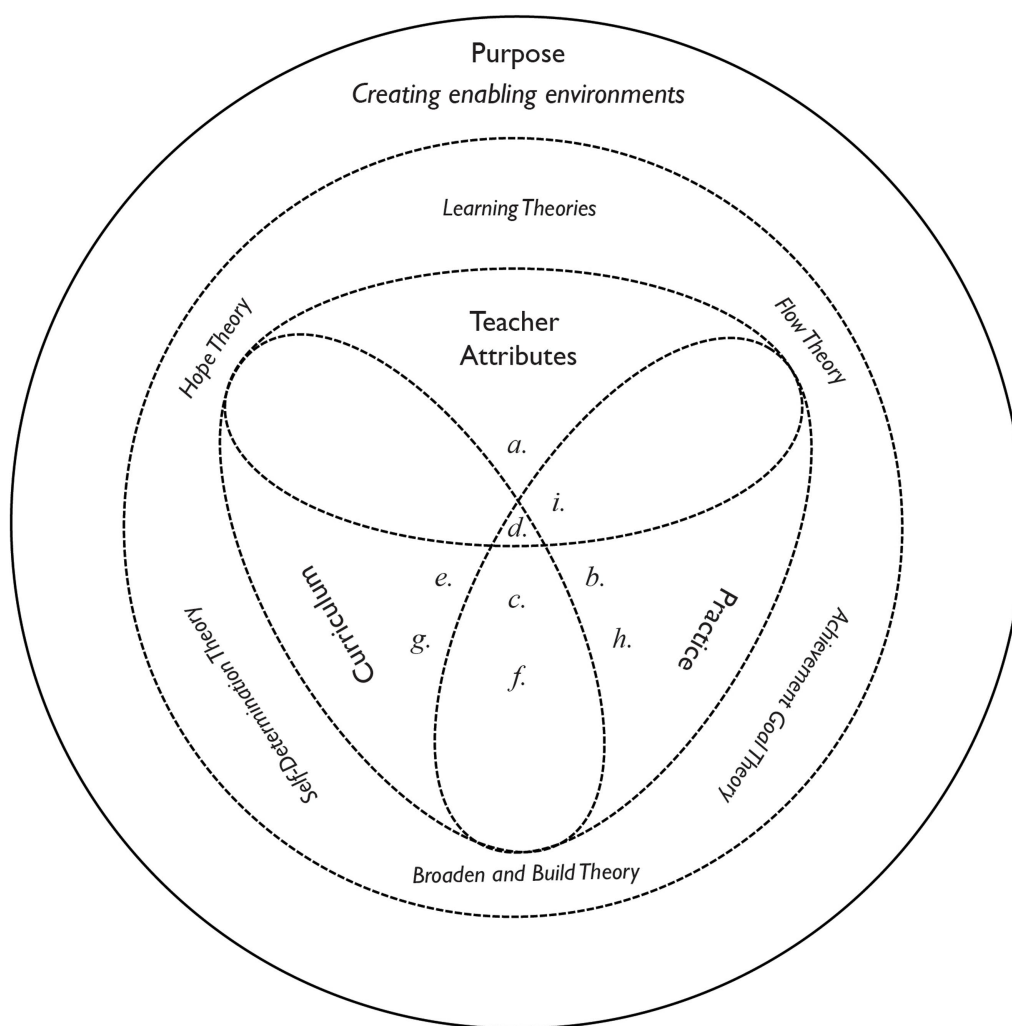 Purpose
Creating enabling environments
Learning Theories
Hope Theory
Flow Theory
Teacher
Attributes
a.
i.
d.
e.
b.
c.
Curriculum
Practice
g.
h.
f.
Self-Determination Theory
Achievement Goal Theory
Broaden and Build Theory